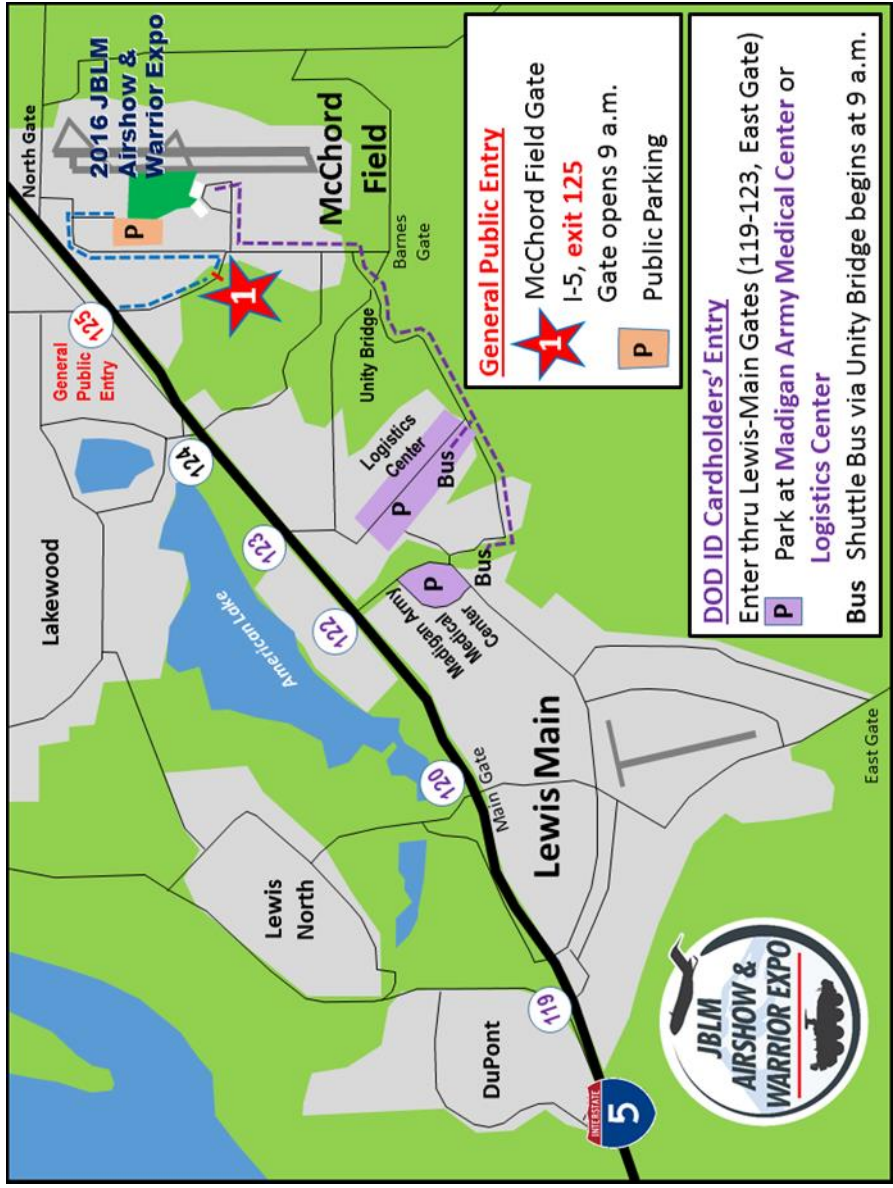 North Gate
2016 JBLM
Airshow &
Warrior Expo
P
McChord
Field
Barnes
Gate
1
125
General
Public
Entry
Unity Bridge
124
Lakewood
Logistics
Center
P
Bus
123
American Lake
122
Bus
P
Madigan Army
Medical
Center
120
Main Gate
Lewis Main
Lewis
North
East Gate
119
DuPont
INTERSTATE
5
JBLM
AIRSHOW &
WARRIOR EXPO
General Public Entry
1 McChord Field Gate
I-5, exit 125
Gate opens 9 a.m.
P Public Parking
DOD ID Cardholders' Entry
Enter thru Lewis-Main Gates (119-123, East Gate)
P Park at Madigan Army Medical Center or
Logistics Center
Bus Shuttle Bus via Unity Bridge begins at 9 a.m.